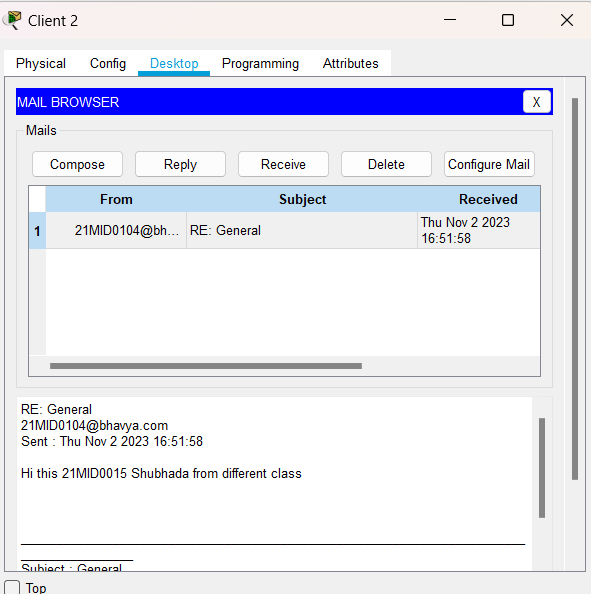 Client 2
Physical Config Desktop Programming Attributes
MAIL BROWSER X
Mails
Compose Reply Receive Delete Configure Mail
From Subject Received
1 21MID0104@bh... RE: General Thu Nov 2 2023
16:51:58
RE: General
21MID0104@bhavya.com
Sent : Thu Nov 2 2023 16:51:58
Hi this 21MID0015 Shubhada from different class
Subject : General
Top